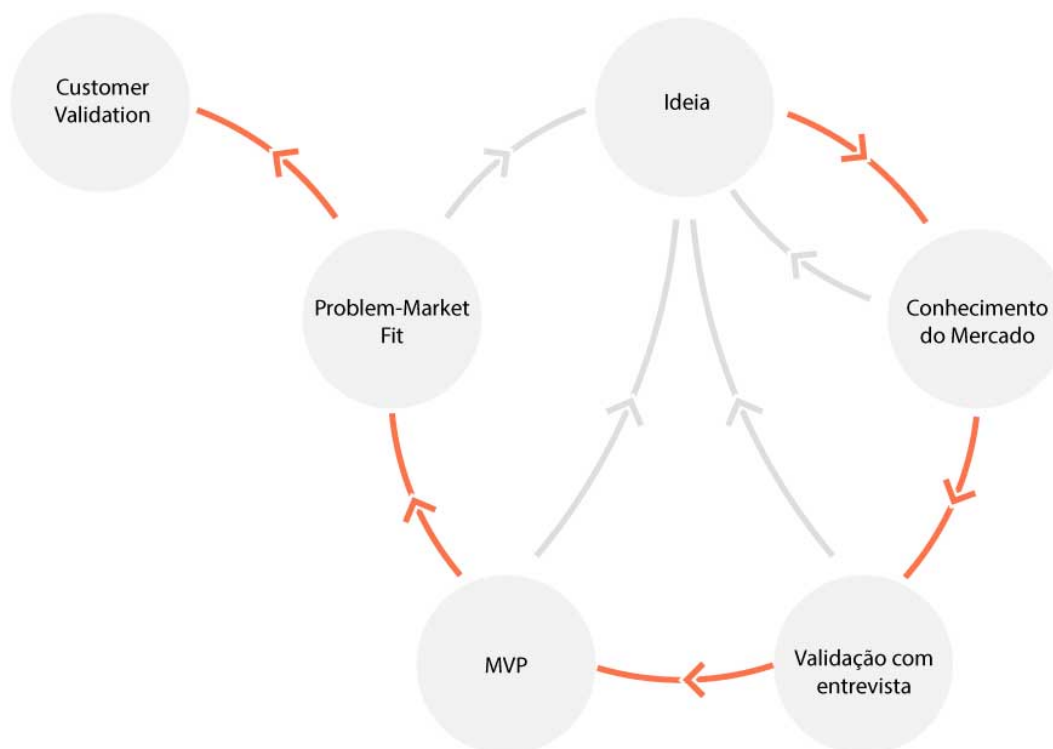 Customer
Validation
Ideia
Problem-Market
Fit
Conhecimento
do Mercado
MVP
Validação com
entrevista